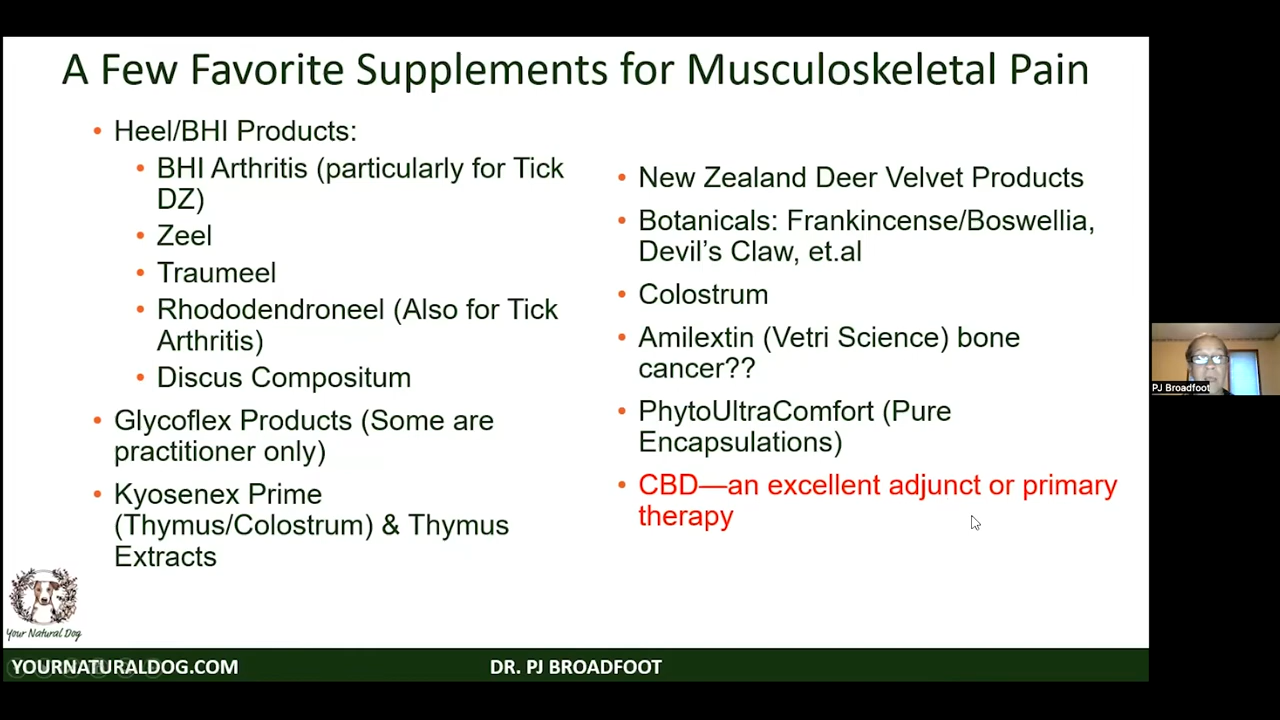 A Few Favorite Supplements for Musculoskeletal Pain
• Heel/BHI Products:
• BHI Arthritis (particularly for Tick
DZ)
• Zeel
• Traumeel
• Rhododendroneel (Also for Tick
Arthritis)
• Discus Compositum
• Glycoflex Products (Some are
practitioner only)
• Kyosenex Prime
(Thymus/Colostrum) & Thymus
Extracts
• New Zealand Deer Velvet Products
• Botanicals: Frankincense/Boswellia,
Devil’s Claw, et.al
• Colostrum
• Amilextin (Vetri Science) bone
cancer??
• PhytoUltraComfort (Pure
Encapsulations)
• CBD—an excellent adjunct or primary
therapy
PJ Broadfoot
Your Natural Dog
YOURNATURALDOG.COM
DR. PJ BROADFOOT